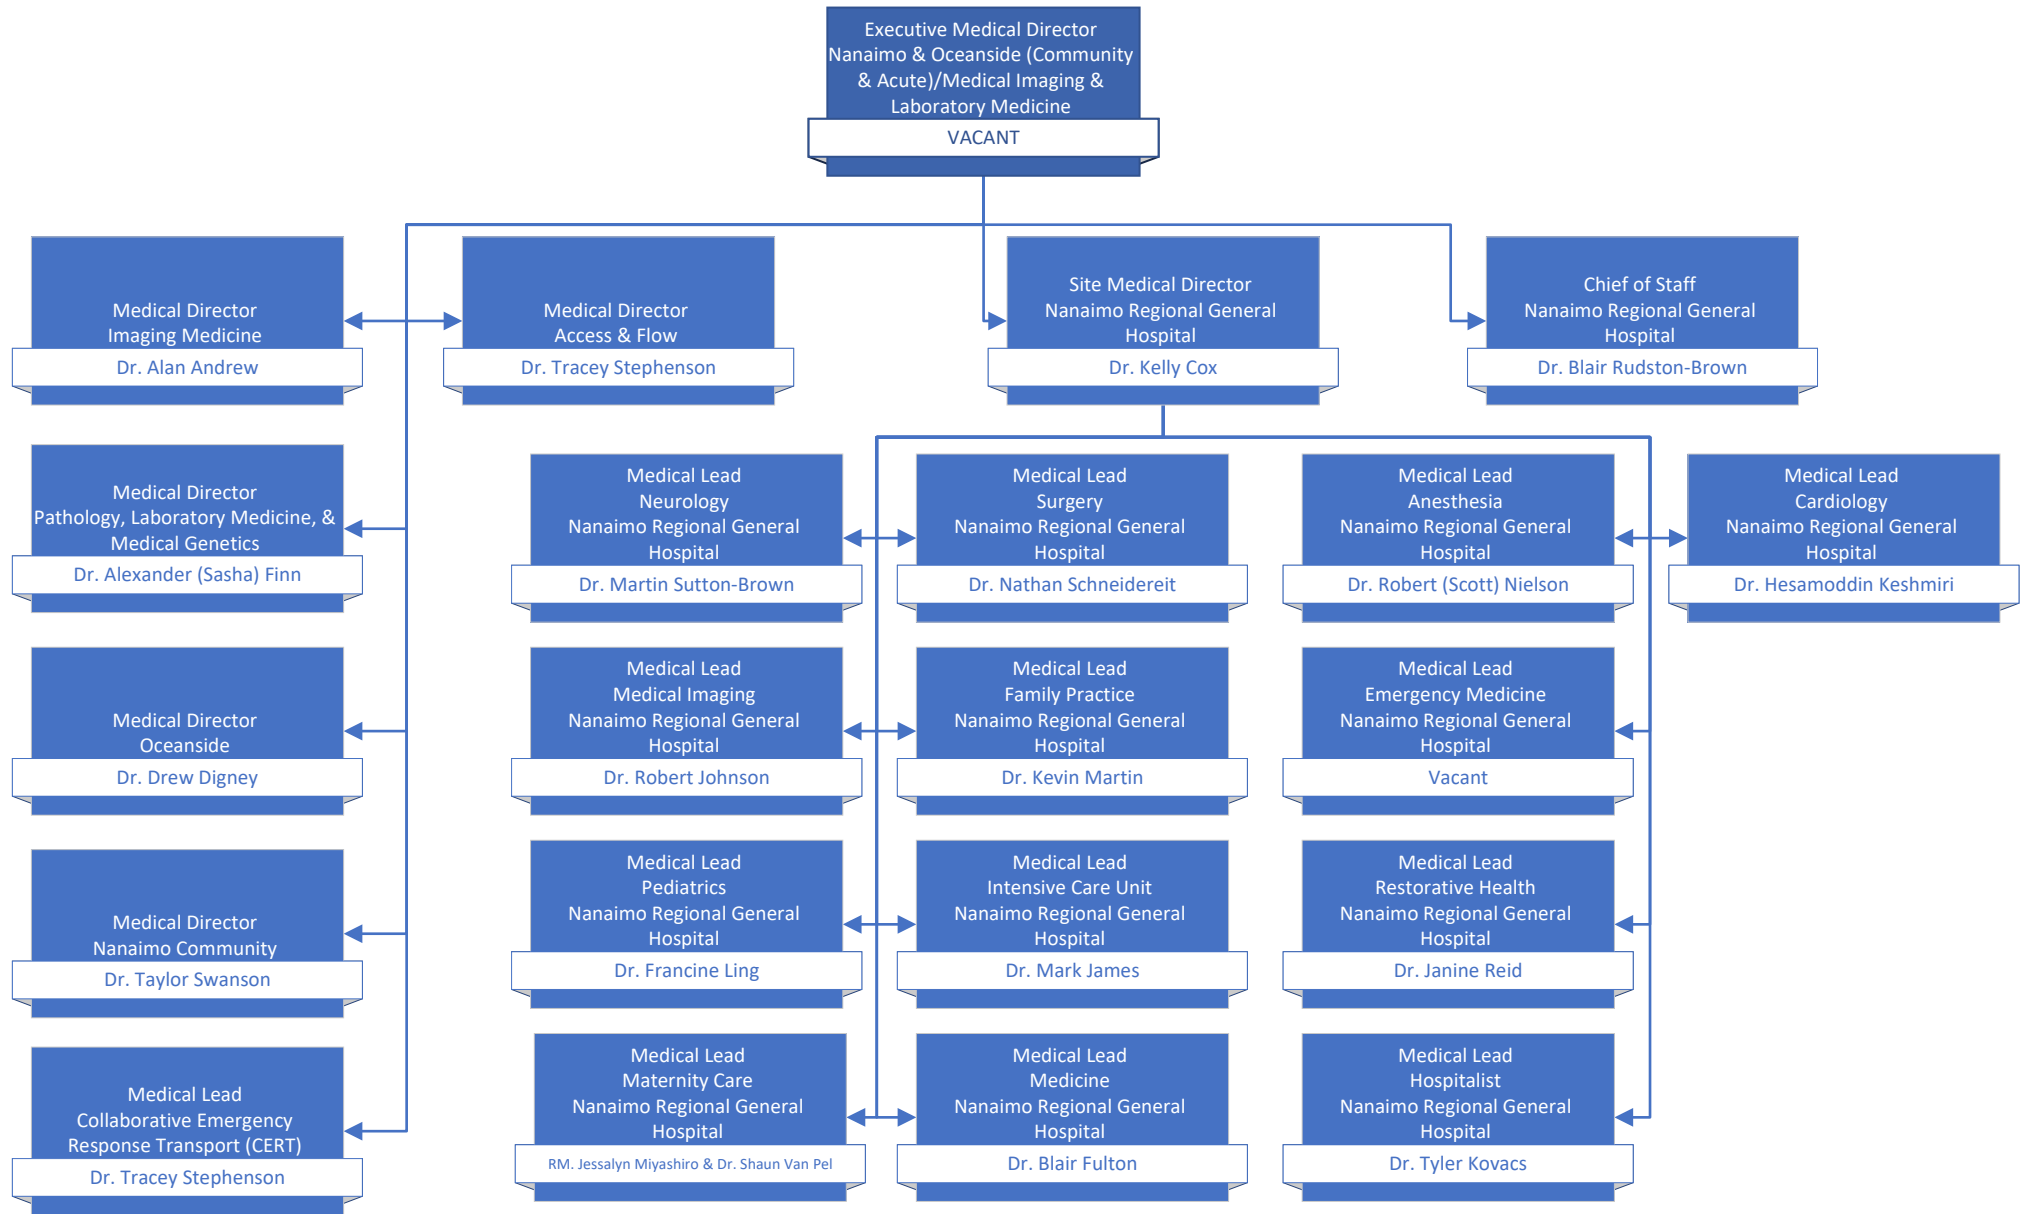 Executive Medical Director
Nanaimo & Oceanside (Community
& Acute)/Medical Imaging &
Laboratory Medicine
VACANT
Medical Director
Imaging Medicine
Dr. Alan Andrew
Medical Director
Access & Flow
Dr. Tracey Stephenson
Site Medical Director
Nanaimo Regional General
Hospital
Dr. Kelly Cox
Chief of Staff
Nanaimo Regional General
Hospital
Dr. Blair Rudston-Brown
Medical Director
Pathology, Laboratory Medicine, &
Medical Genetics
Dr. Alexander (Sasha) Finn
Medical Lead
Neurology
Nanaimo Regional General
Hospital
Dr. Martin Sutton-Brown
Medical Lead
Surgery
Nanaimo Regional General
Hospital
Dr. Nathan Schneidereit
Medical Lead
Anesthesia
Nanaimo Regional General
Hospital
Dr. Robert (Scott) Nielson
Medical Lead
Cardiology
Nanaimo Regional General
Hospital
Dr. Hesamoddin Keshmiri
Medical Director
Oceanside
Dr. Drew Digney
Medical Lead
Medical Imaging
Nanaimo Regional General
Hospital
Dr. Robert Johnson
Medical Lead
Family Practice
Nanaimo Regional General
Hospital
Dr. Kevin Martin
Medical Lead
Emergency Medicine
Nanaimo Regional General
Hospital
Vacant
Medical Director
Nanaimo Community
Dr. Taylor Swanson
Medical Lead
Pediatrics
Nanaimo Regional General
Hospital
Dr. Francine Ling
Medical Lead
Intensive Care Unit
Nanaimo Regional General
Hospital
Dr. Mark James
Medical Lead
Restorative Health
Nanaimo Regional General
Hospital
Dr. Janine Reid
Medical Lead
Collaborative Emergency
Response Transport (CERT)
Dr. Tracey Stephenson
Medical Lead
Maternity Care
Nanaimo Regional General
Hospital
RM. Jessalyn Miyashiro & Dr. Shaun Van Pel
Medical Lead
Medicine
Nanaimo Regional General
Hospital
Dr. Blair Fulton
Medical Lead
Hospitalist
Nanaimo Regional General
Hospital
Dr. Tyler Kovacs